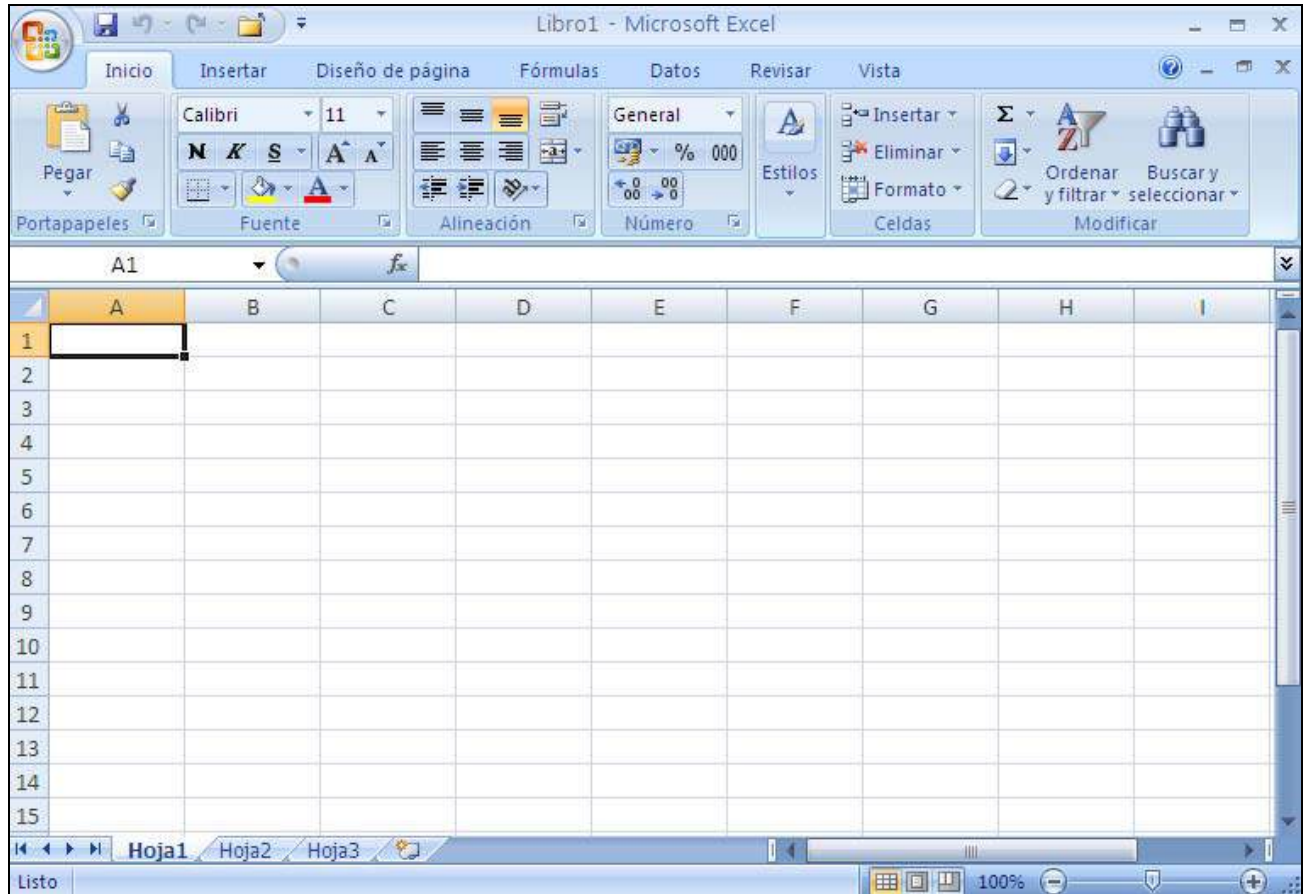 Libro1 - Microsoft Excel
Inicio Insertar Diseño de página Fórmulas Datos Revisar Vista
Calibri 11 General Insertar Σ
N K S A A % 000 Eliminar
Pegar Estilos Ordenar Buscar y
A Formato y filtrar seleccionar
Portapapeles Fuente Alineación Número Celdas Modificar
A1 fx
A B C D E F G H I
1
2
3
4
5
6
7
8
9
10
11
12
13
14
15
Hoja1 Hoja2 Hoja3
Listo 100%